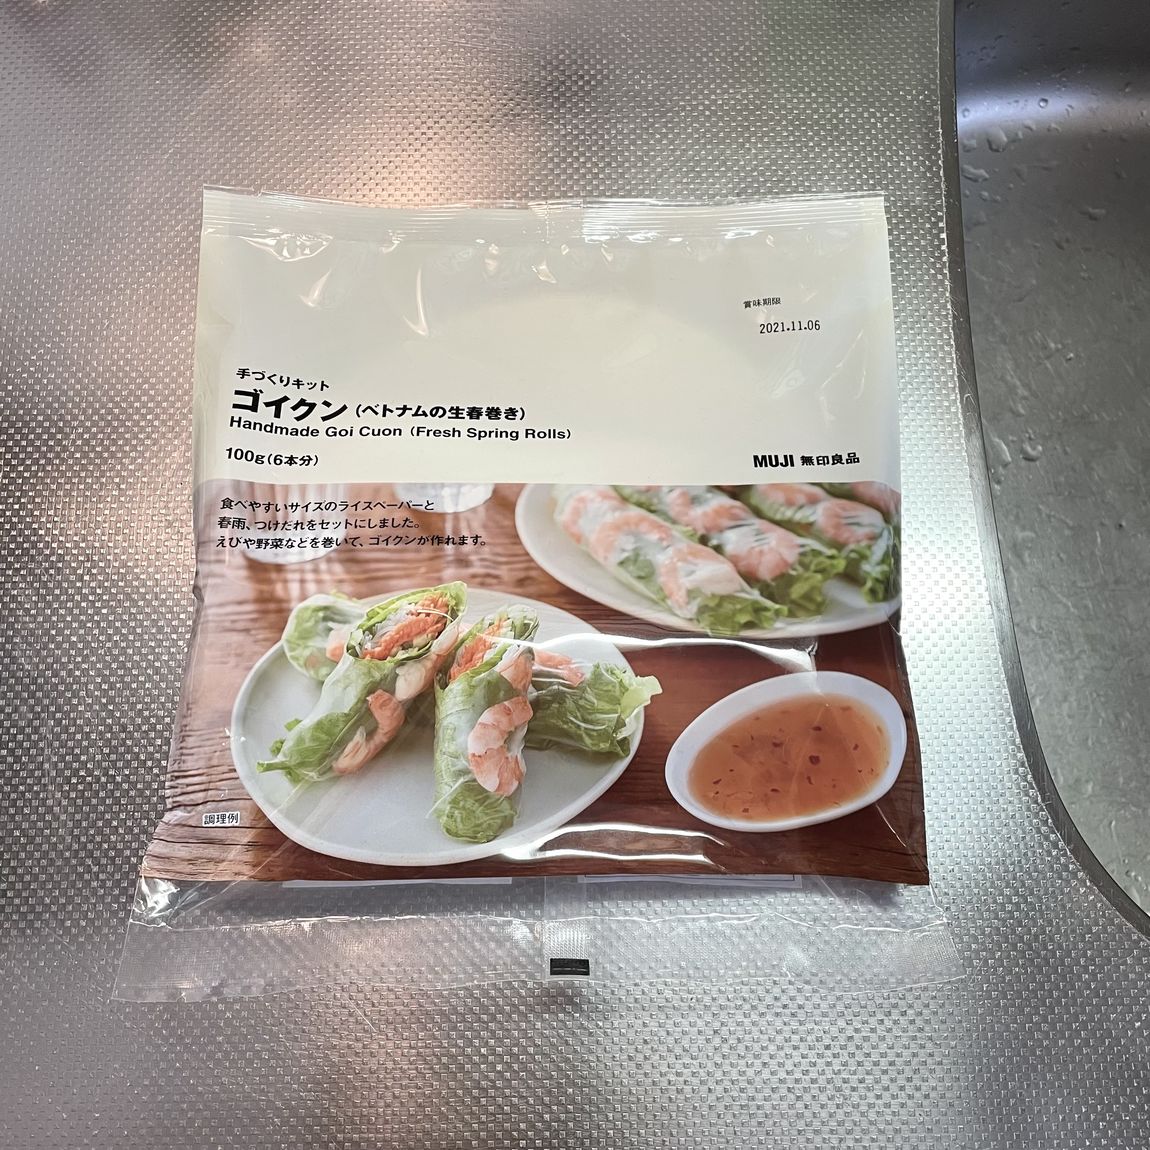 賞味期限
2021.11.06
手づくりキット
ゴイクン(ベトナムの生春巻き)
Handmade Goi Cuon (Fresh Spring Rolls)
100g(6本分)
MUJI 無印良品
食べやすいサイズのライスペーパーと
春雨、つけだれをセットにしました。
えびや野菜などを巻いて、ゴイクンが作れます。
調理例